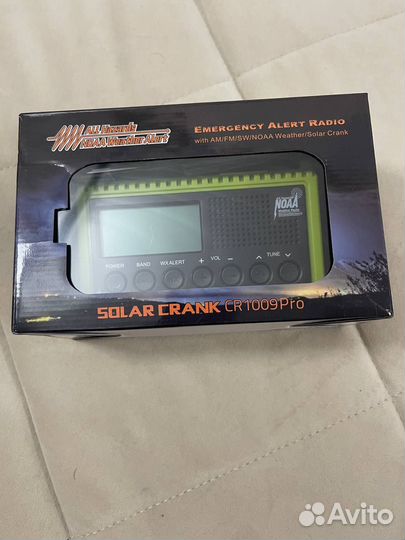 ALL Hazards
NOAA Weather Alert
EMERGENCY ALERT RADIO
with AM/FM/SW/NOAA Weather/Solar Crank
NOAA
POWER BAND WX ALERT + VOL − TUNE
SOLAR CRANK CR1009Pro
Avito